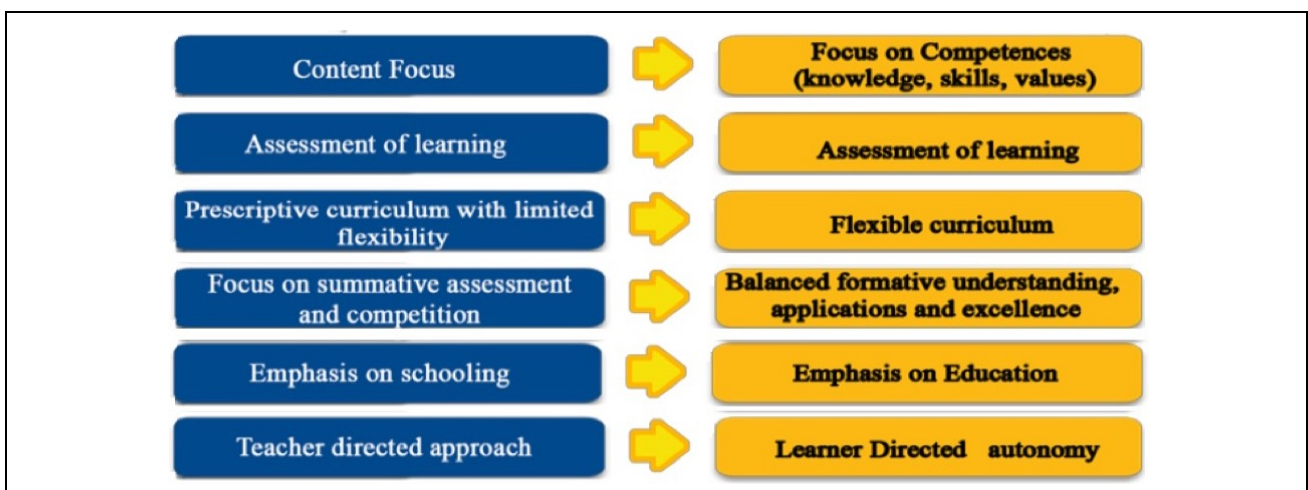 Content Focus
Focus on Competences
(knowledge, skills, values)
Assessment of learning
Assessment of learning
Prescriptive curriculum with limited
flexibility
Flexible curriculum
Focus on summative assessment
and competition
Balanced formative understanding,
applications and excellence
Emphasis on schooling
Emphasis on Education
Teacher directed approach
Learner Directed autonomy